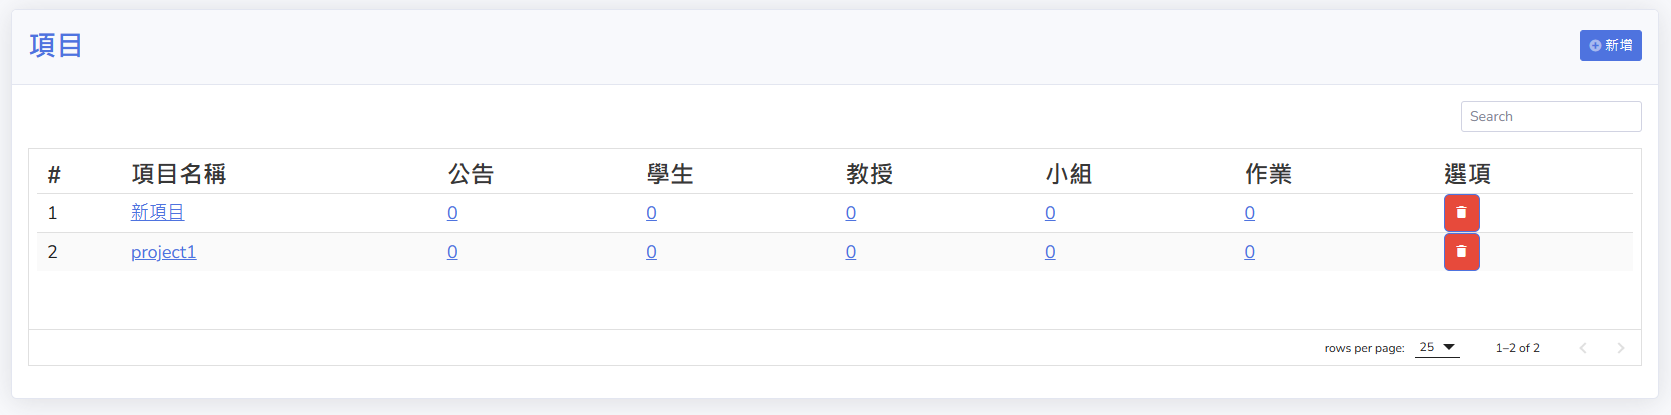 項目
新增
Search
# 項目名稱 公告 學生 教授 小組 作業 選項
1 新項目 0 0 0 0 0
2 project1 0 0 0 0 0
rows per page: 25 1–2 of 2